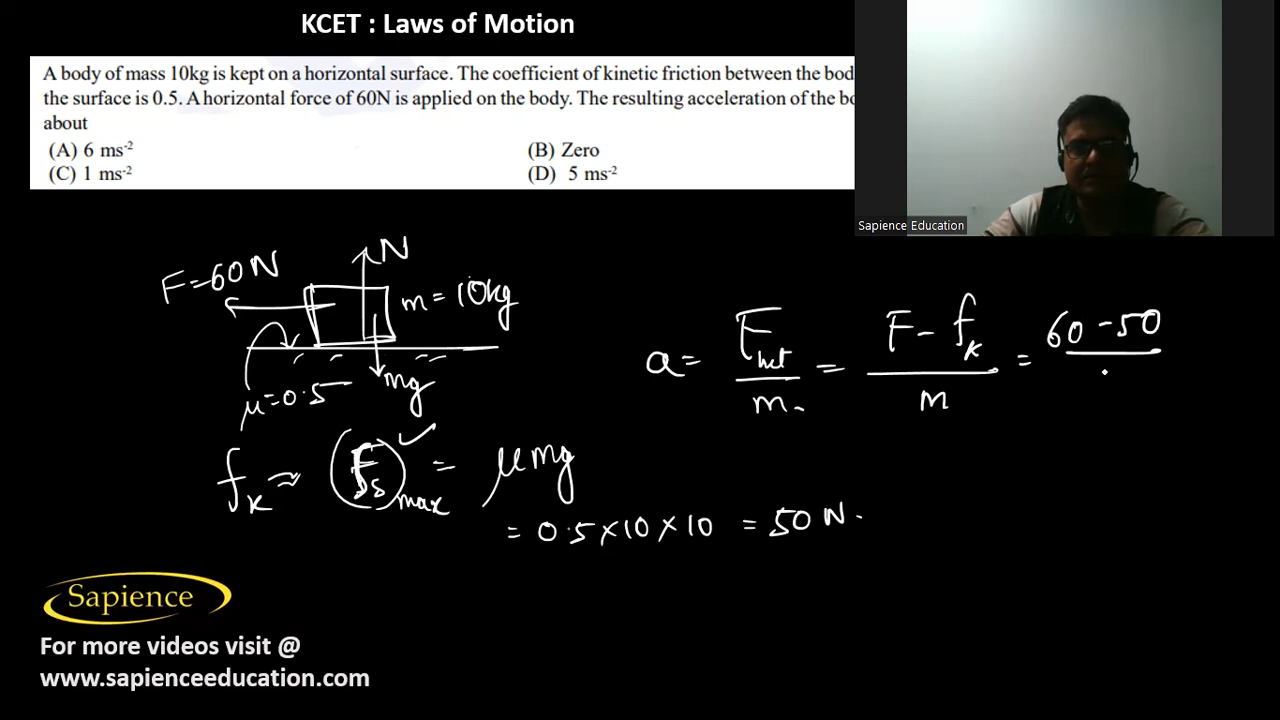 KCET : Laws of Motion
A body of mass 10kg is kept on a horizontal surface. The coefficient of kinetic friction between the bod
the surface is 0.5. A horizontal force of 60N is applied on the body. The resulting acceleration of the bo
about
(A) 6 ms⁻² (B) Zero
(C) 1 ms⁻² (D) 5 ms⁻²
Sapience Education
F=60N
N
m = 10kg
mg
μ=0.5
a = Fnet/m = F - fk/m = 60-50
fk ≈ (fs)max = μmg
= 0.5×10×10 = 50 N.
Sapience
For more videos visit @
www.sapienceeducation.com